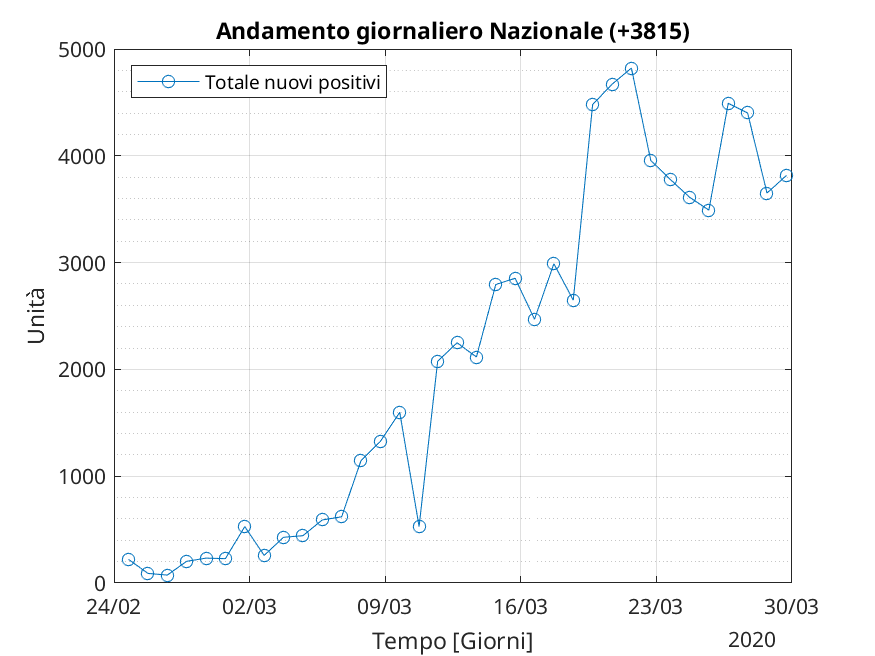 Andamento giornaliero Nazionale (+3815)
Totale nuovi positivi
5000
4000
3000
2000
1000
0
Unità
24/02 02/03 09/03 16/03 23/03 30/03
Tempo [Giorni]
2020